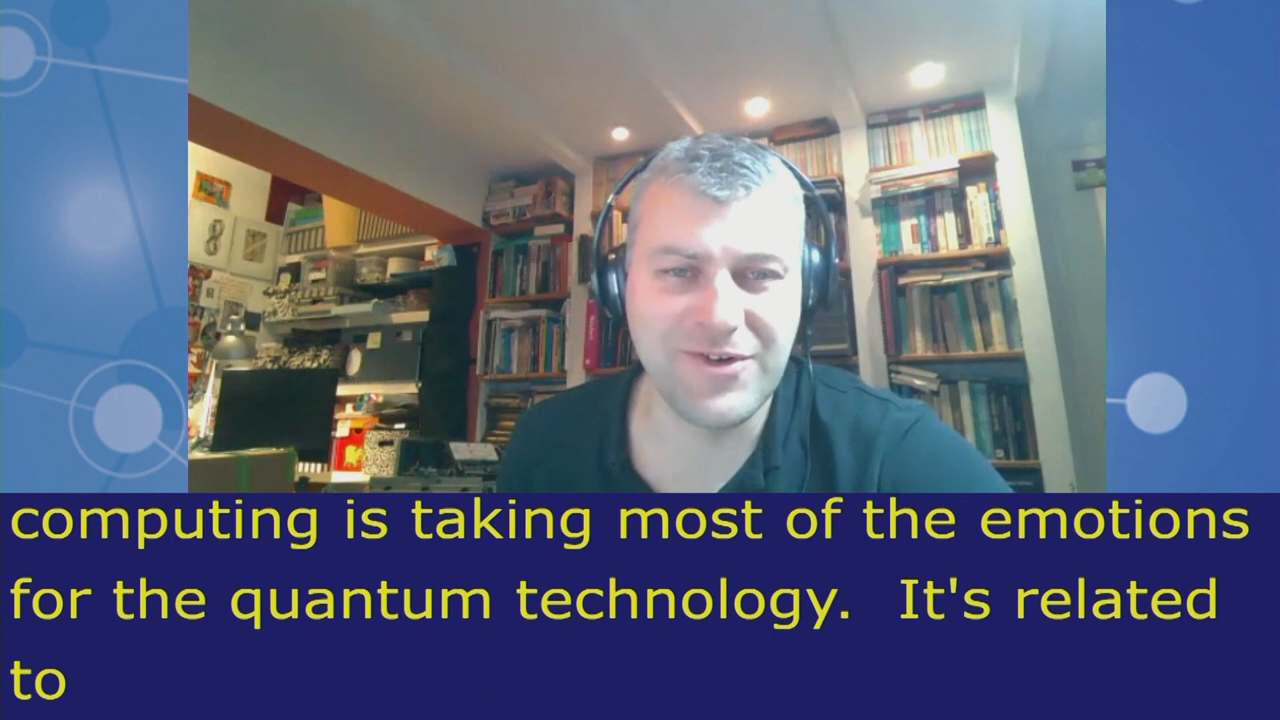 computing is taking most of the emotions
for the quantum technology.  It's related
to